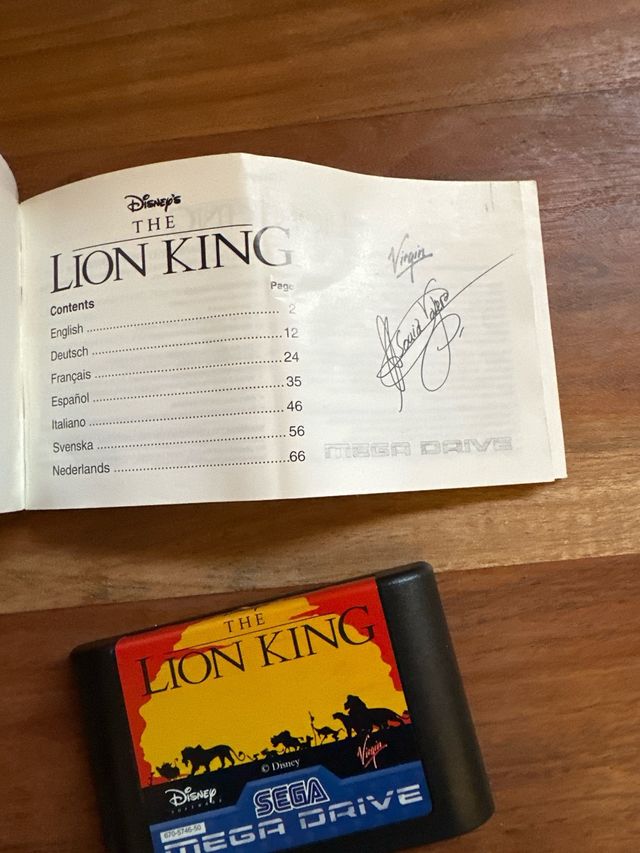 Disney's
THE
LION KING
Contents Page
English ........................................................ 2
Deutsch ........................................................ 12
Français ........................................................ 24
Español ........................................................ 35
Italiano ........................................................ 46
Svenska ........................................................ 56
Nederlands ........................................................ 66
Virgin
MEGA DRIVE
THE
LION KING
© Disney
Virgin
Disney
SOFTWARE
SEGA
670-5746-50
MEGA DRIVE